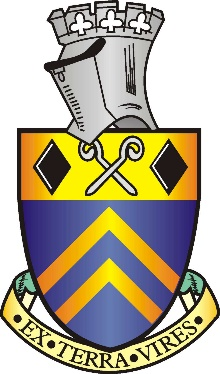 • EX • TERRA • VIRES •